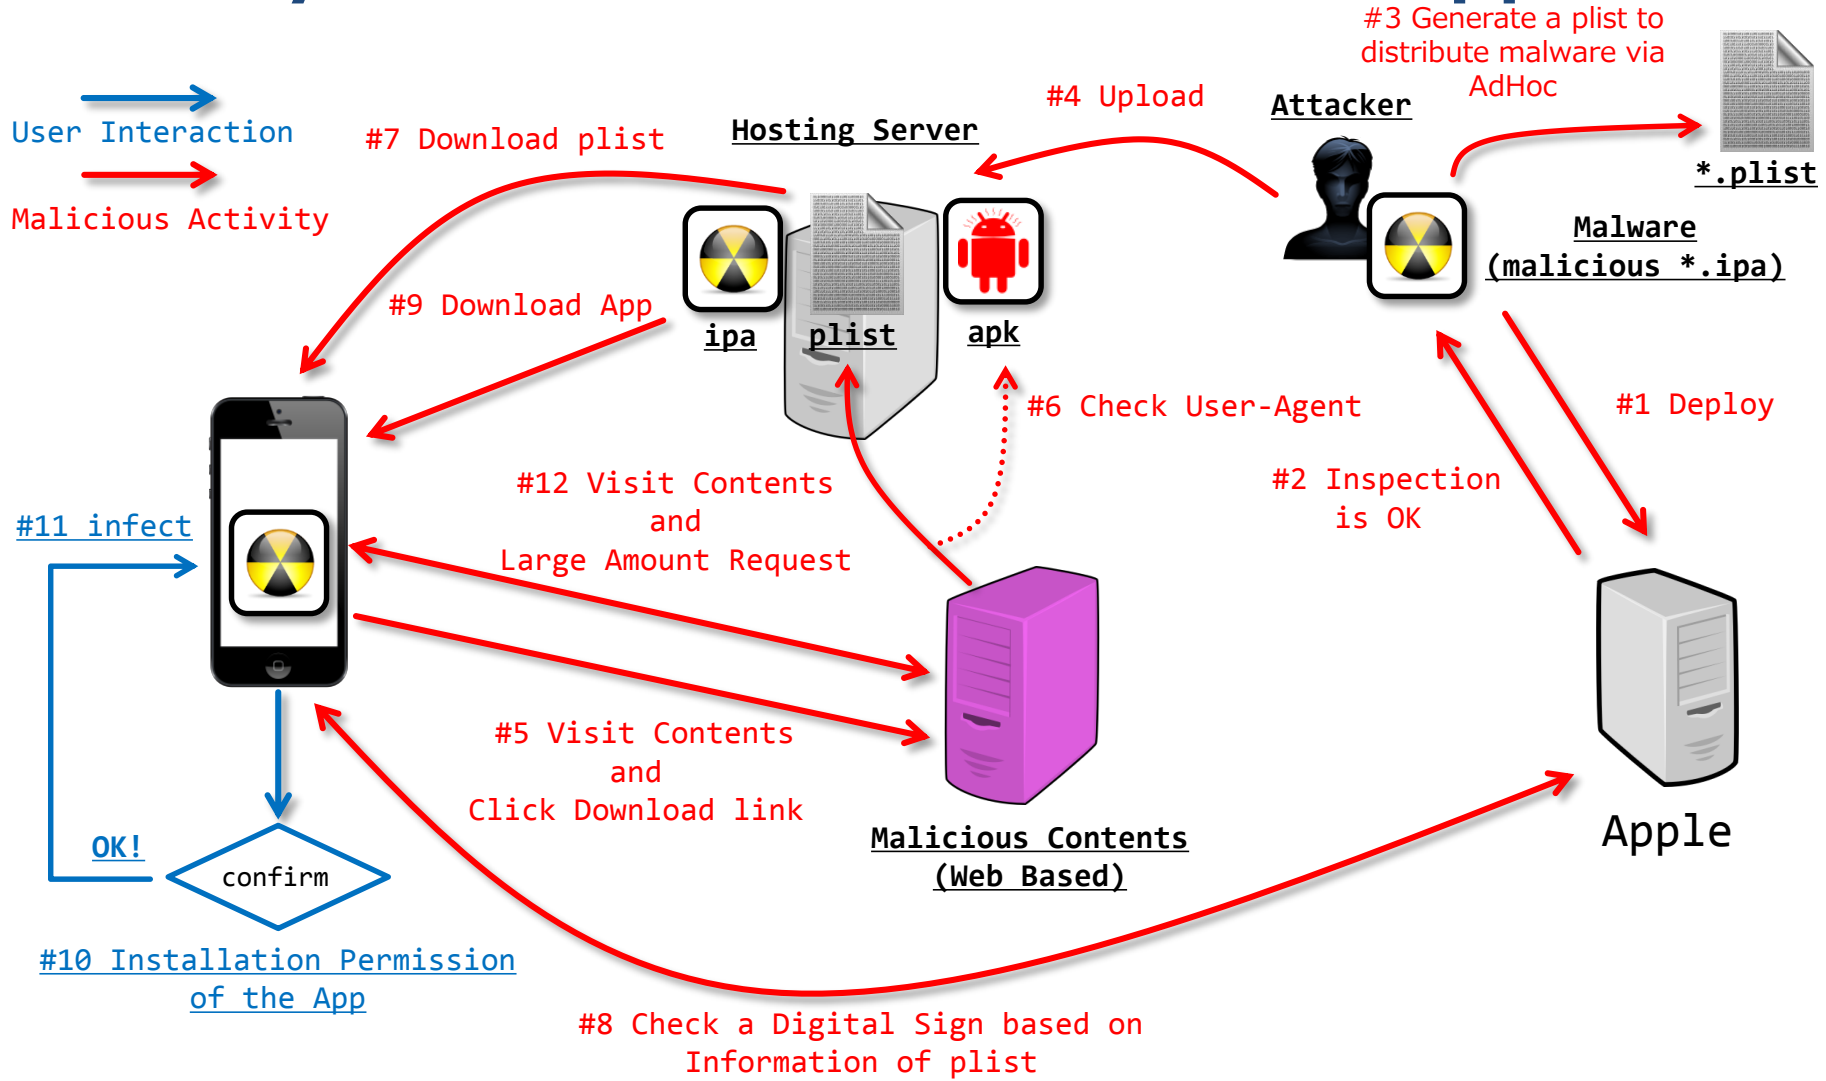 #3 Generate a plist to
distribute malware via
AdHoc
#4 Upload
Attacker
User Interaction
#7 Download plist
Hosting Server
*.plist
Malicious Activity
Malware
(malicious *.ipa)
#9 Download App
ipa
plist
apk
#6 Check User-Agent
#1 Deploy
#12 Visit Contents
and
Large Amount Request
#2 Inspection
is OK
#11 infect
#5 Visit Contents
and
Click Download link
OK!
confirm
Malicious Contents
(Web Based)
Apple
#10 Installation Permission
of the App
#8 Check a Digital Sign based on
Information of plist